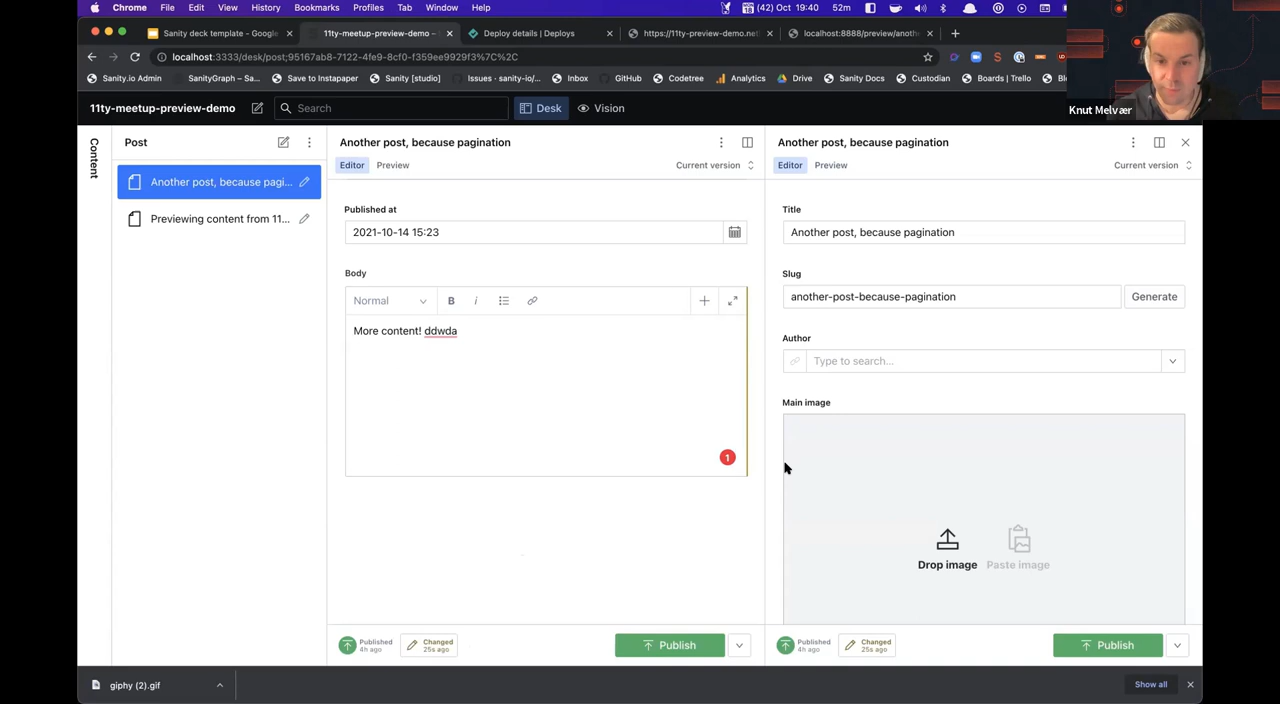 Chrome File Edit View History Bookmarks Profiles Tab Window Help
18 (42) Oct 19:40 52m
Sanity deck template - Google
11ty-meetup-preview-demo –
Deploy details | Deploys
https://11ty-preview-demo.net
localhost:8888/preview/anoth
localhost:3333/desk/post;95167ab8-7122-4fe9-8cf0-f359ee9929f3%7C%2C
Sanity.io Admin
SanityGraph - Sa...
Save to Instapaper
Sanity [studio]
Issues · sanity-io/...
Inbox
GitHub
Codetree
Analytics
Drive
Sanity Docs
Custodian
Boards | Trello
Knut Melvær
11ty-meetup-preview-demo
Search
Desk
Vision
Content
Post
Another post, because pagi...
Previewing content from 11...
Another post, because pagination
Editor Preview
Current version
Published at
2021-10-14 15:23
Body
Normal
B i
More content! ddwda
1
Published
4h ago
Changed
25s ago
Publish
Another post, because pagination
Editor Preview
Current version
Title
Another post, because pagination
Slug
another-post-because-pagination
Generate
Author
Type to search...
Main image
Drop image
Paste image
Published
4h ago
Changed
25s ago
Publish
giphy (2).gif
Show all